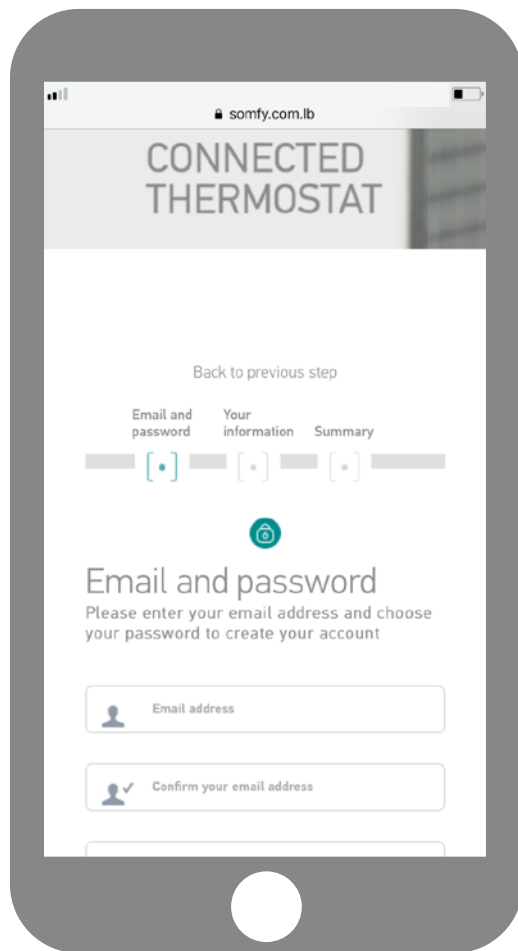 somfy.com.lb
CONNECTED
THERMOSTAT
Back to previous step
Email and
password
Your
information
Summary
Email and password
Please enter your email address and choose
your password to create your account
Email address
Confirm your email address